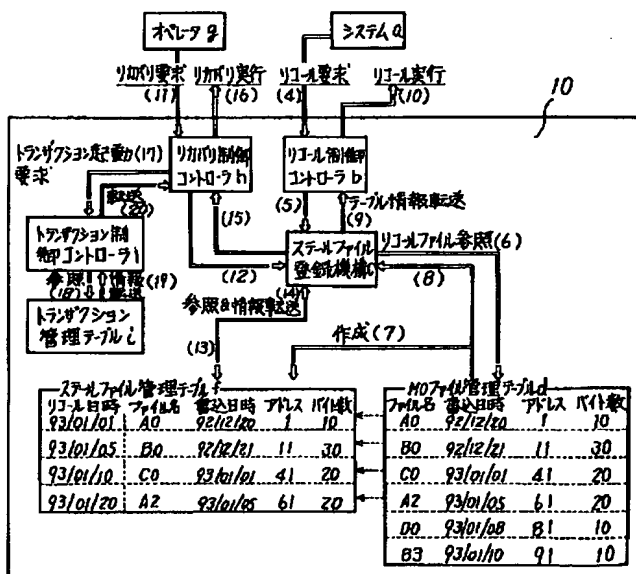 オペレータg
システムa
リカバリ要求
(11)
リカバリ実行
(16)
リコール要求
(4)
リコール実行
(10)
10
トランザクション起動(17)
要求
リカバリ制御
コントローラh
リコール制御
コントローラb
転送
(20)
(15)
(5)
テーブル情報転送
(9)
トランザクション制
御コントローラi
ステールファイル
登録機構c
リコールファイル参照(6)
(8)
(12)
参照
(18)
情報
転送
(19)
トランザクション
管理テーブルi
(14)
参照&情報転送
(13)
作成(7)
ステールファイル管理テーブルf
リコール日時 ファイル名 書込日時 アドレス バイト数
93/01/01 A0 92/12/20 1 10
93/01/05 B0 92/12/21 11 30
93/01/10 C0 93/01/01 41 20
93/01/20 A2 93/01/05 61 20
MOファイル管理テーブルd
ファイル名 書込日時 アドレス バイト数
A0 92/12/20 1 10
B0 92/12/21 11 30
C0 93/01/01 41 20
A2 93/01/05 61 20
D0 93/01/08 81 10
B3 93/01/10 91 10